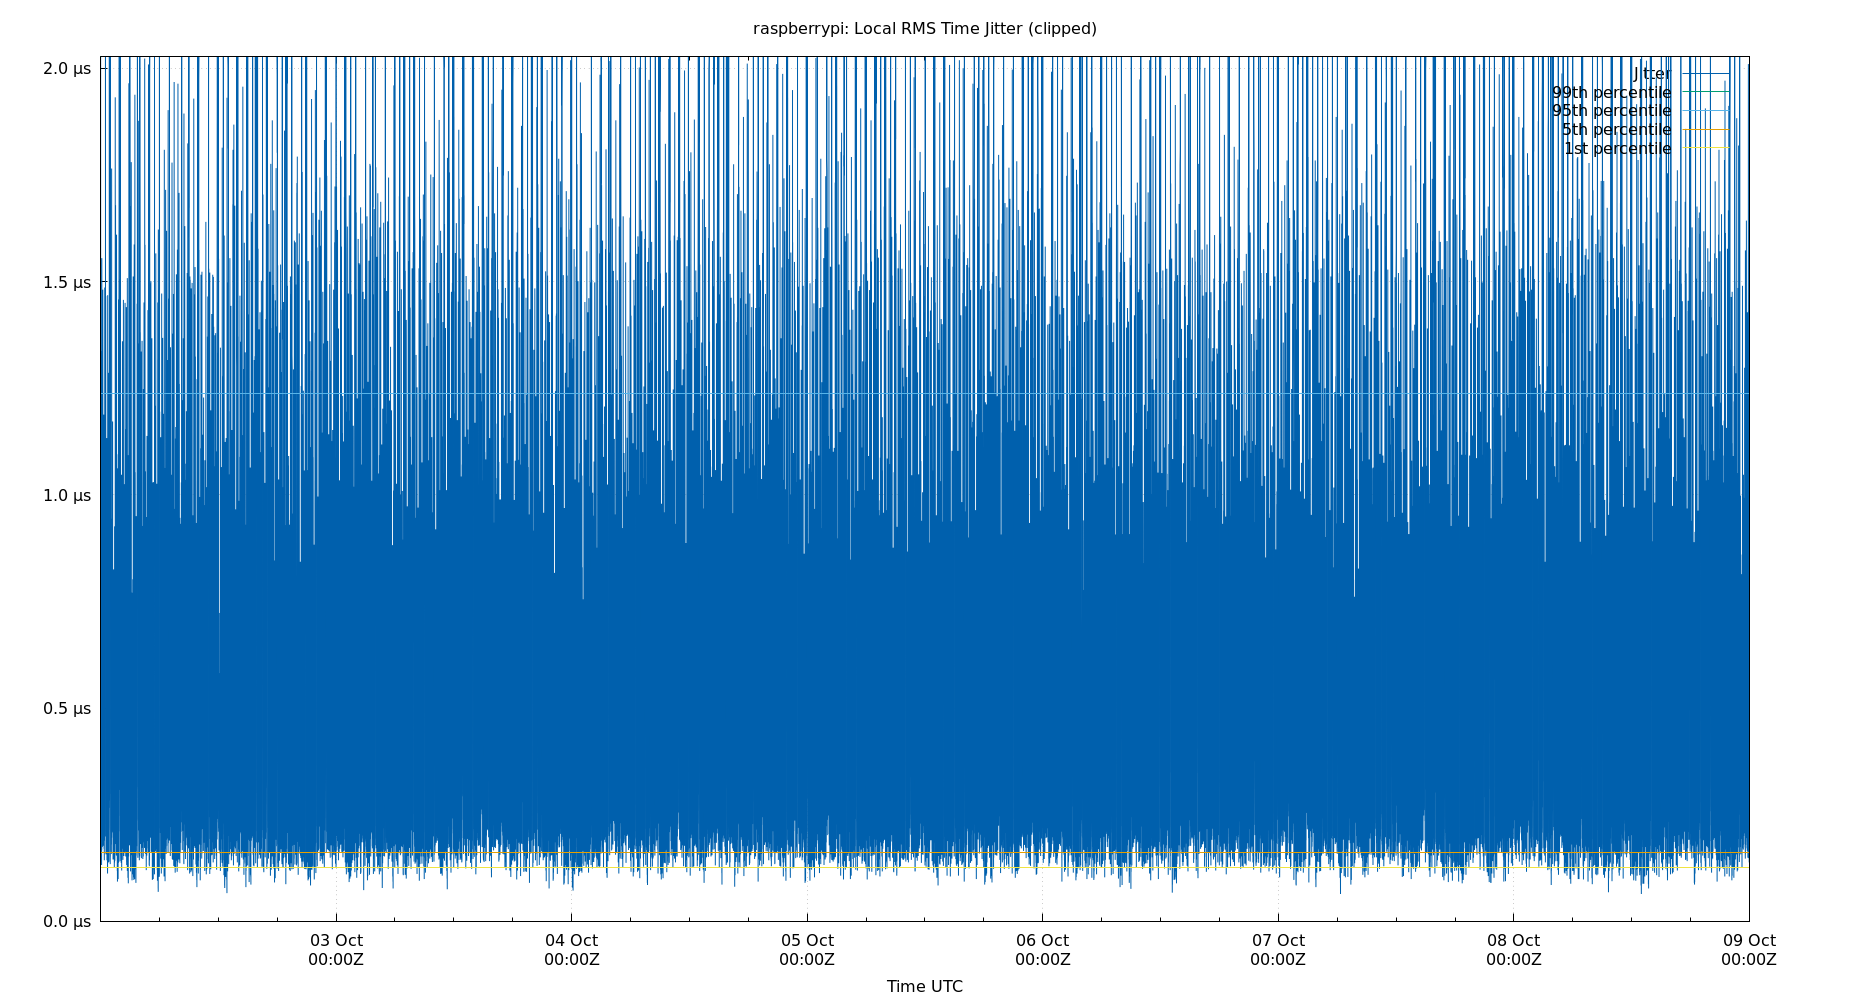 raspberrypi: Local RMS Time Jitter (clipped)
2.0 μs
1.5 μs
1.0 μs
0.5 μs
0.0 μs
Jitter
99th percentile
95th percentile
5th percentile
1st percentile
03 Oct
00:00Z
04 Oct
00:00Z
05 Oct
00:00Z
06 Oct
00:00Z
07 Oct
00:00Z
08 Oct
00:00Z
09 Oct
00:00Z
Time UTC